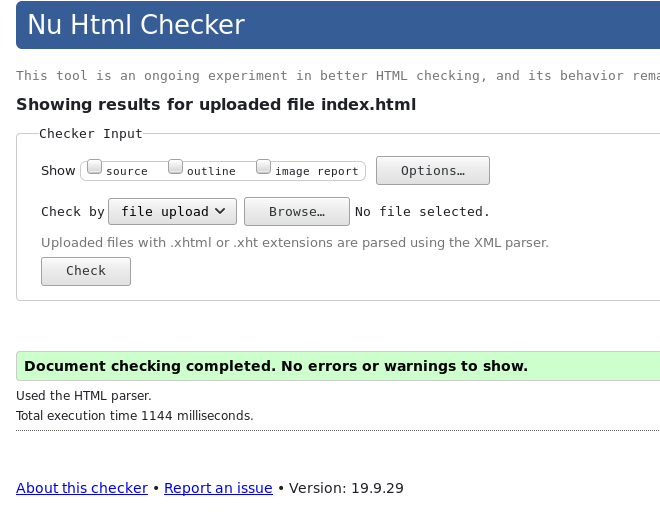 Nu Html Checker
This tool is an ongoing experiment in better HTML checking, and its behavior
Showing results for uploaded file index.html
Checker Input
Show source outline image report Options…
Check by file upload Browse… No file selected.
Uploaded files with .xhtml or .xht extensions are parsed using the XML parser.
Check
Document checking completed. No errors or warnings to show.
Used the HTML parser.
Total execution time 1144 milliseconds.
About this checker • Report an issue • Version: 19.9.29